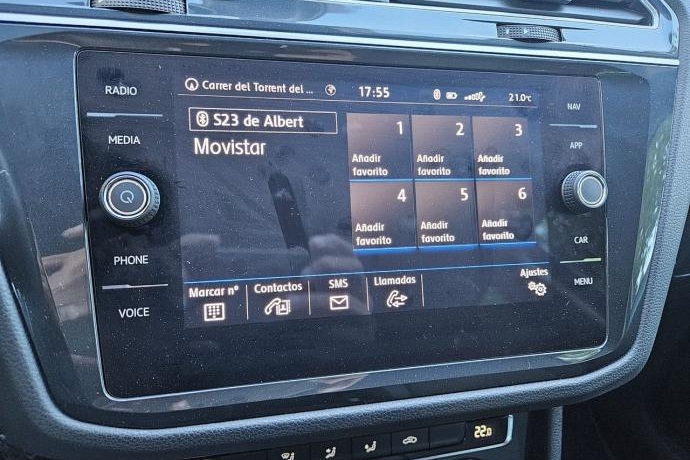 RADIO
MEDIA
PHONE
VOICE
Carrer del Torrent del ... 17:55 21.0°C
S23 de Albert
Movistar
1 2 3
Añadir favorito Añadir favorito Añadir favorito
4 5 6
Añadir favorito Añadir favorito Añadir favorito
Marcar nº Contactos SMS Llamadas Ajustes
NAV
APP
CAR
MENU
22.0